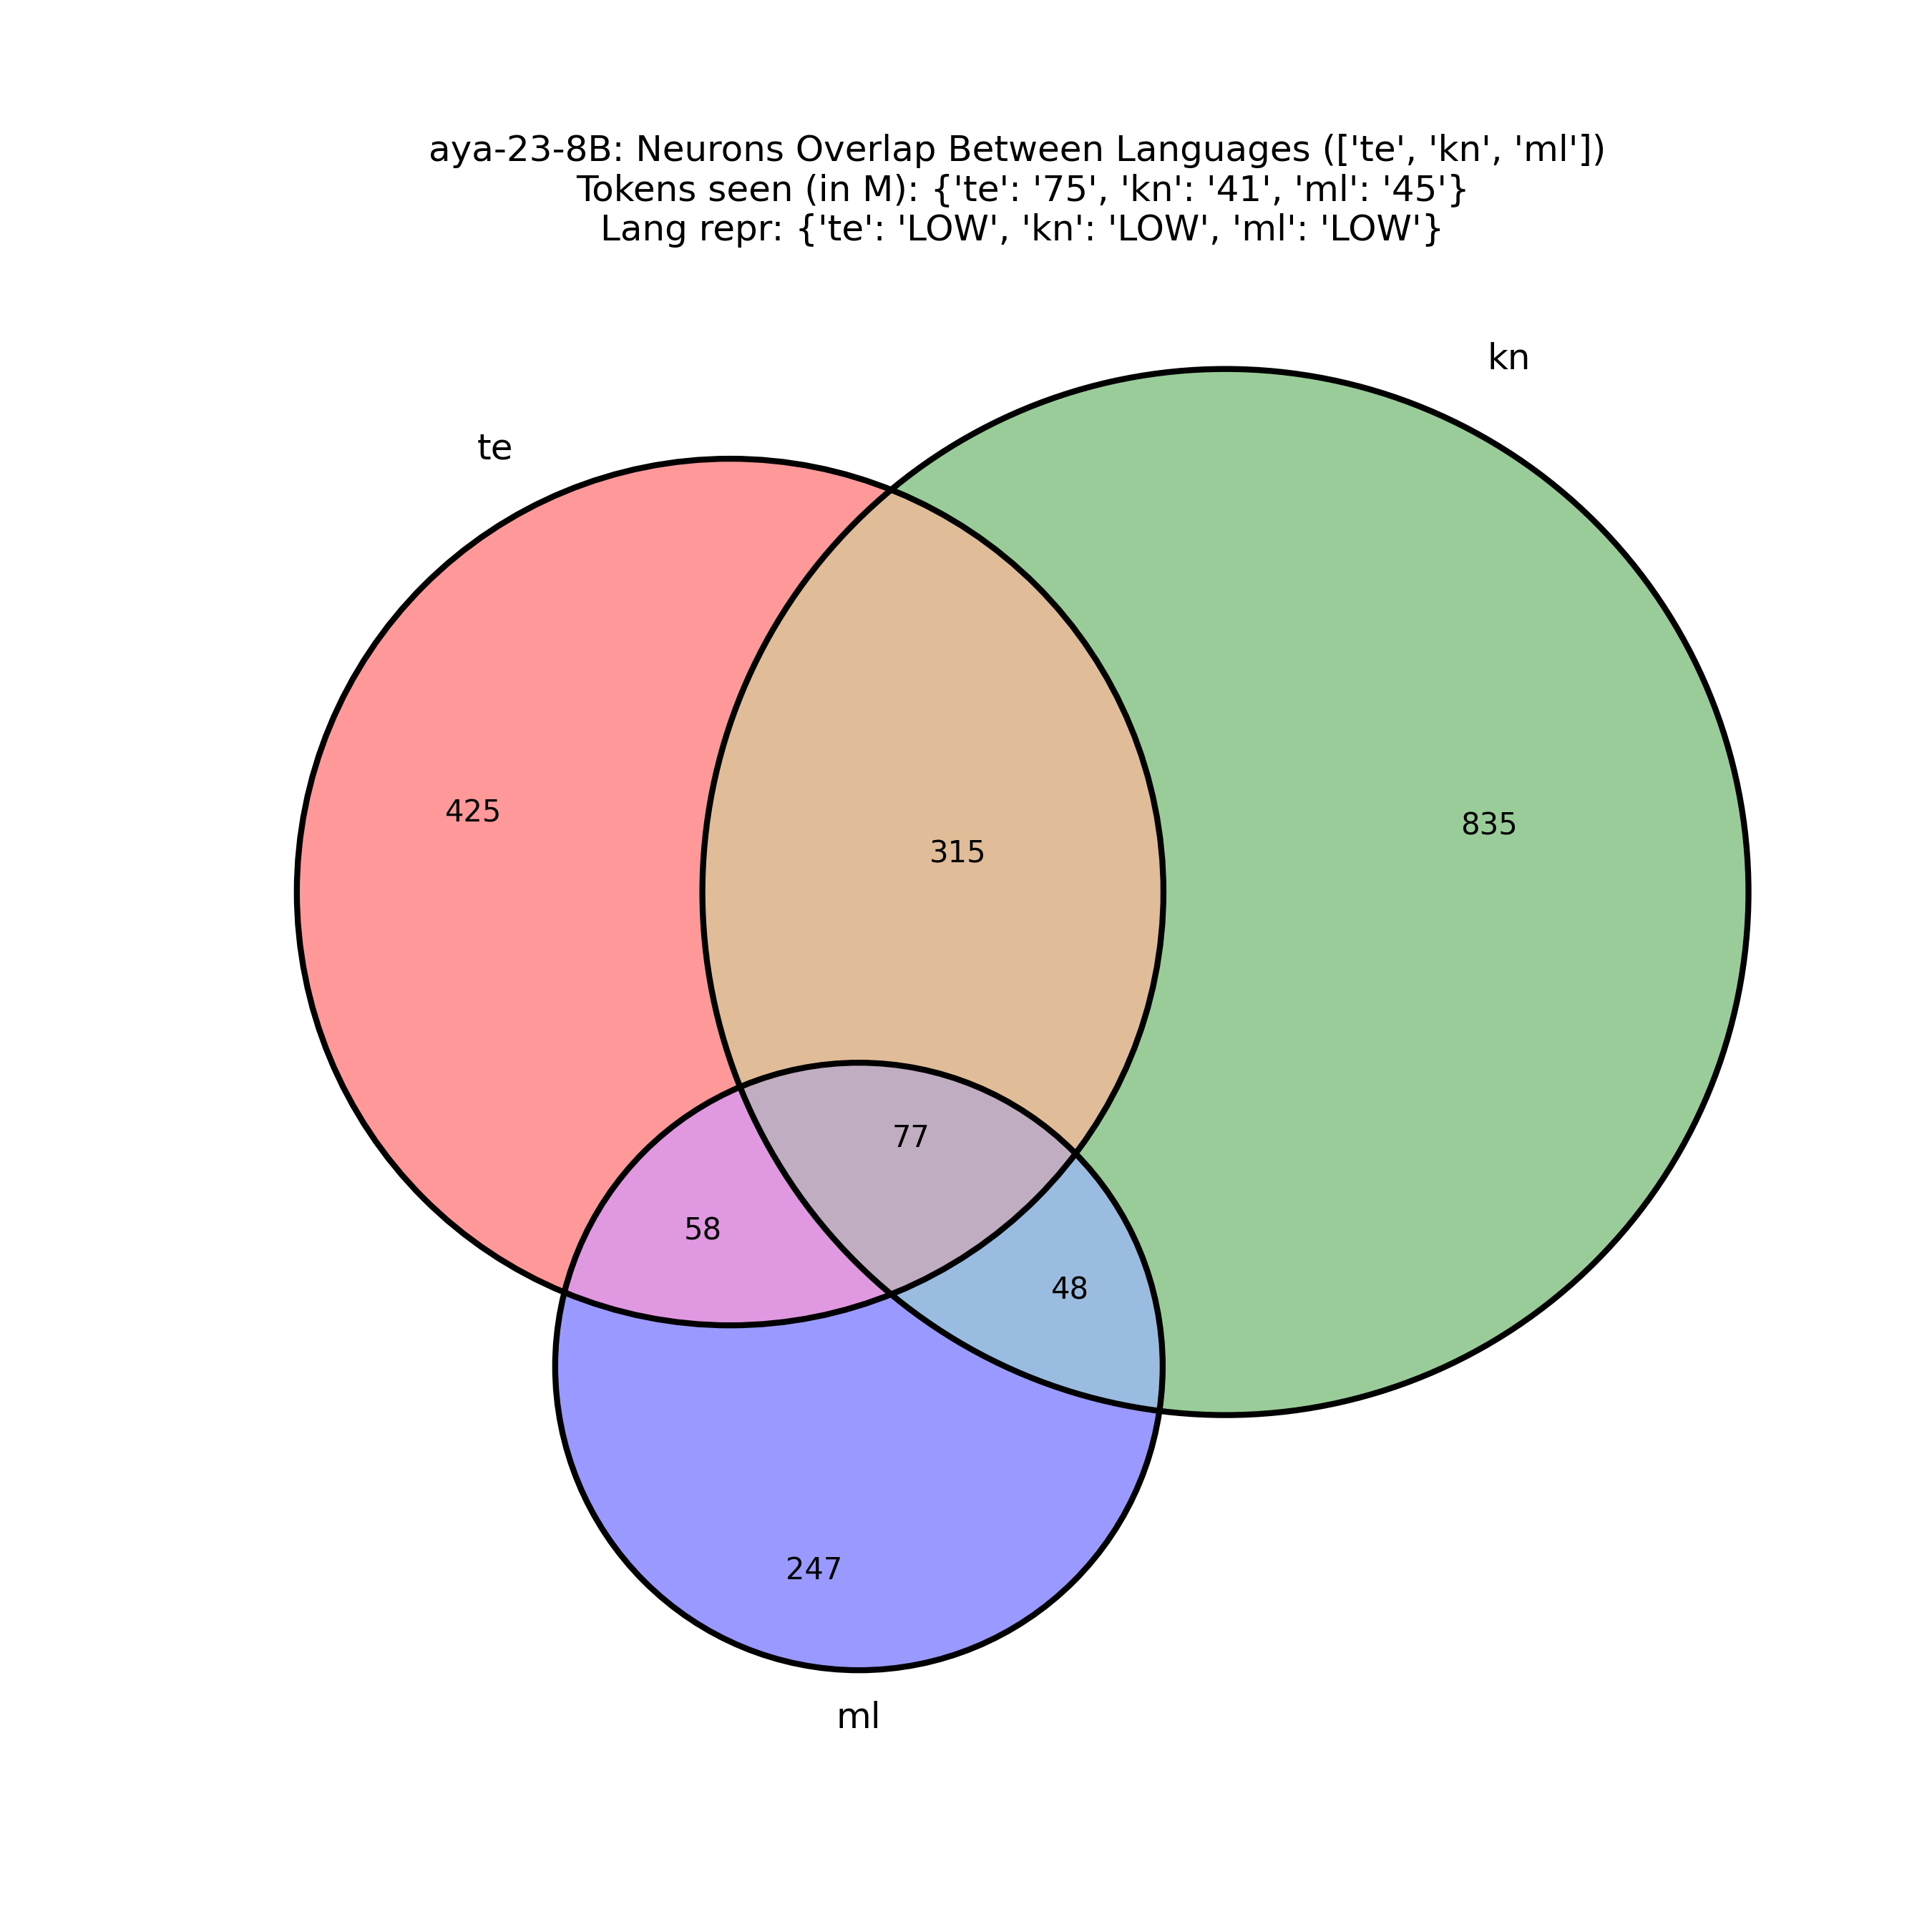 aya-23-8B: Neurons Overlap Between Languages (['te', 'kn', 'ml'])
Tokens seen (in M): {'te': '75', 'kn': '41', 'ml': '45'}
Lang repr: {'te': 'LOW', 'kn': 'LOW', 'ml': 'LOW'}
kn
te
425
835
315
77
58
48
247
ml